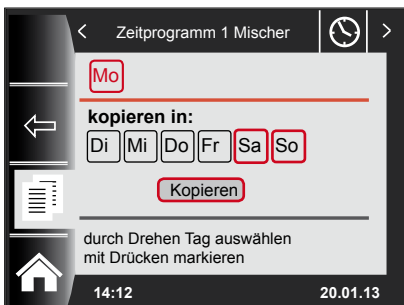 Zeitprogramm 1 Mischer
Mo
kopieren in:
Di Mi Do Fr Sa So
Kopieren
durch Drehen Tag auswählen
mit Drücken markieren
14:12 20.01.13